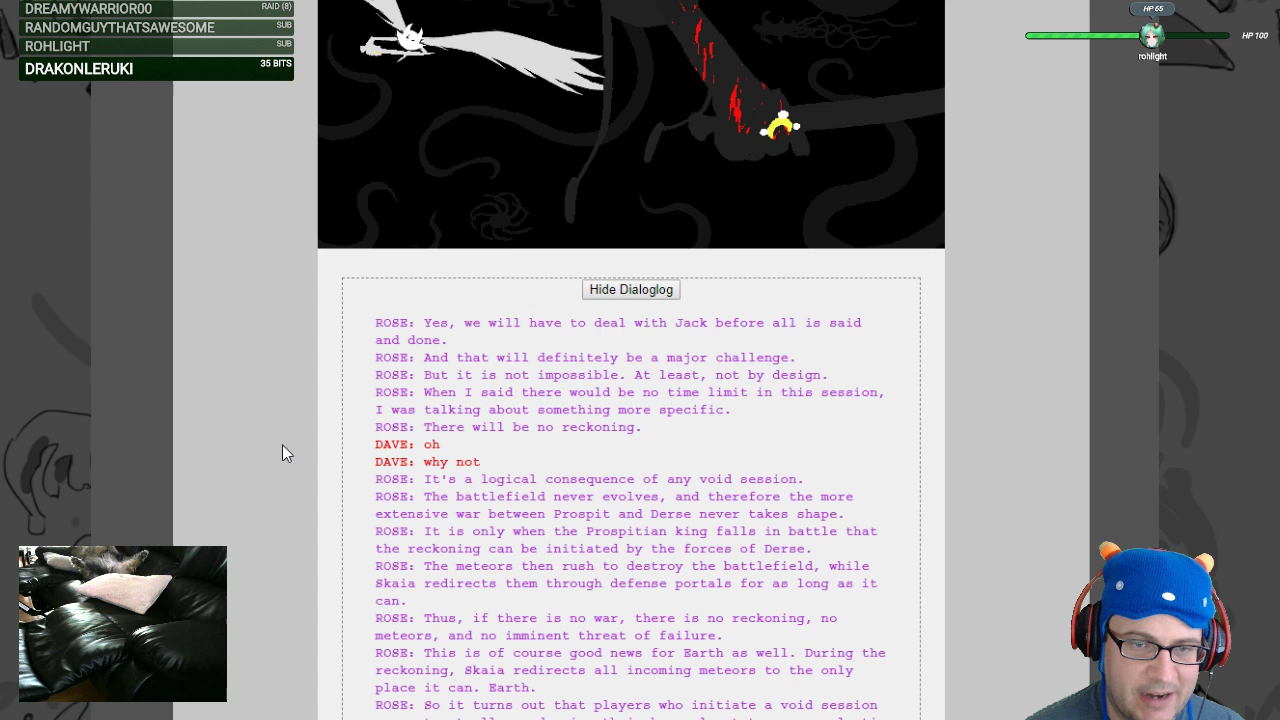 DREAMYWARRIOR00 RAID (8)
RANDOMGUYTHATSAWESOME SUB
ROHLIGHT SUB
DRAKONLERUKI 35 BITS
HP 65
HP 100
rohlight
Hide Dialoglog
ROSE: Yes, we will have to deal with Jack before all is said
and done.
ROSE: And that will definitely be a major challenge.
ROSE: But it is not impossible. At least, not by design.
ROSE: When I said there would be no time limit in this session,
I was talking about something more specific.
ROSE: There will be no reckoning.
DAVE: oh
DAVE: why not
ROSE: It's a logical consequence of any void session.
ROSE: The battlefield never evolves, and therefore the more
extensive war between Prospit and Derse never takes shape.
ROSE: It is only when the Prospitian king falls in battle that
the reckoning can be initiated by the forces of Derse.
ROSE: The meteors then rush to destroy the battlefield, while
Skaia redirects them through defense portals for as long as it
can.
ROSE: Thus, if there is no war, there is no reckoning, no
meteors, and no imminent threat of failure.
ROSE: This is of course good news for Earth as well. During the
reckoning, Skaia redirects all incoming meteors to the only
place it can. Earth.
ROSE: So it turns out that players who initiate a void session